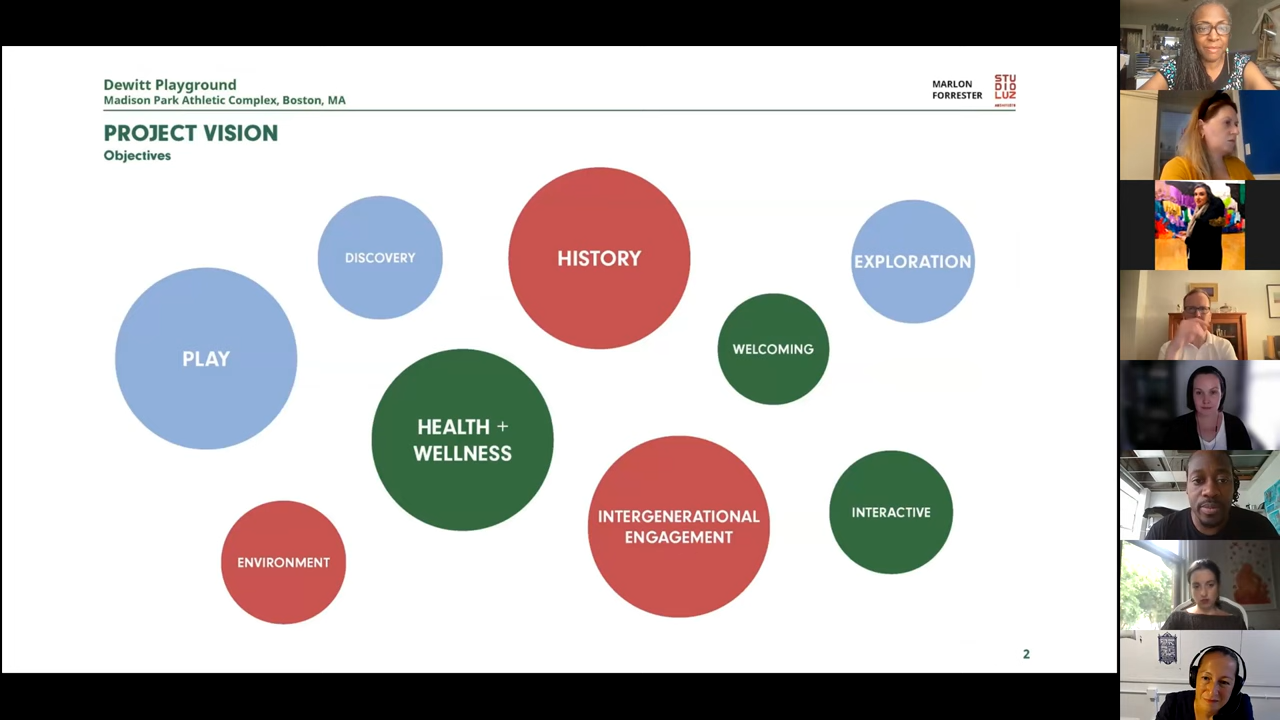 Dewitt Playground
Madison Park Athletic Complex, Boston, MA
MARLON
FORRESTER
STU
DIO
LUZ
PROJECT VISION
Objectives
DISCOVERY
HISTORY
EXPLORATION
PLAY
WELCOMING
HEALTH +
WELLNESS
INTERGENERATIONAL
ENGAGEMENT
INTERACTIVE
ENVIRONMENT
2